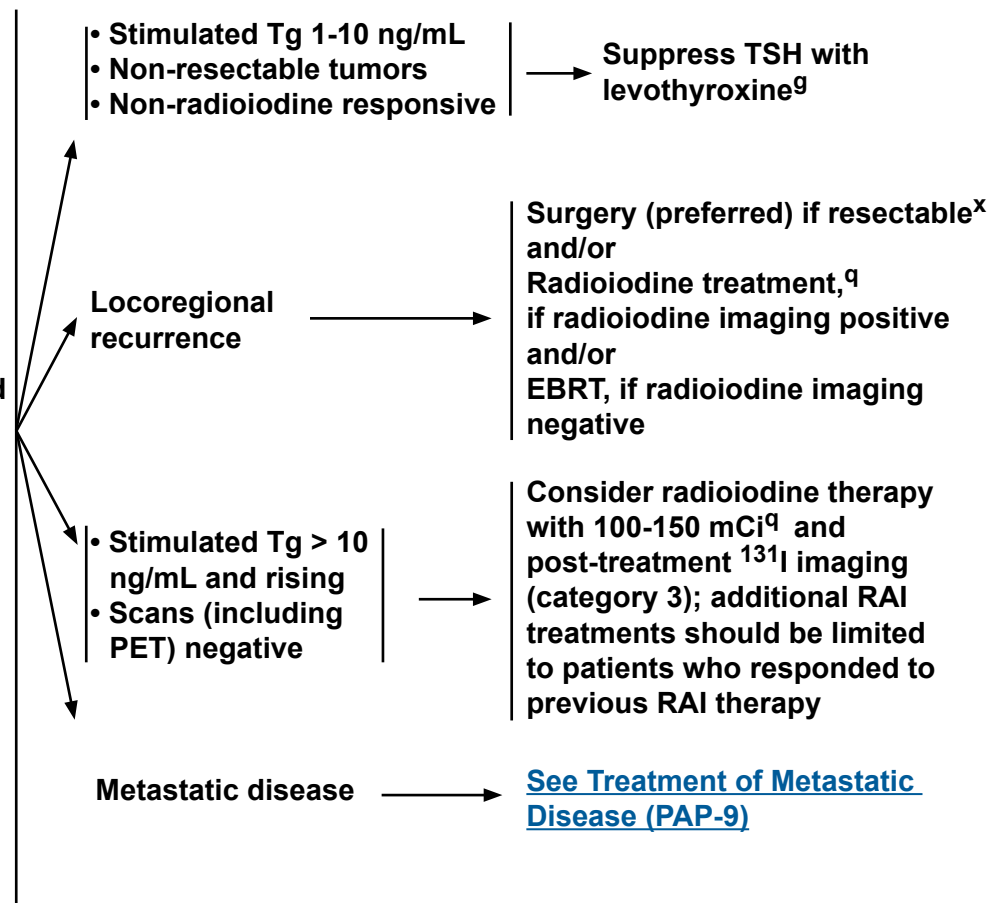 • Stimulated Tg 1-10 ng/mL
• Non-resectable tumors
• Non-radioiodine responsive
Suppress TSH with
levothyroxineᵍ
Locoregional
recurrence
Surgery (preferred) if resectableˣ
and/or
Radioiodine treatment,ᑫ
if radioiodine imaging positive
and/or
EBRT, if radioiodine imaging
negative
• Stimulated Tg > 10
ng/mL and rising
• Scans (including
PET) negative
Consider radioiodine therapy
with 100-150 mCiᑫ and
post-treatment ¹³¹I imaging
(category 3); additional RAI
treatments should be limited
to patients who responded to
previous RAI therapy
Metastatic disease
See Treatment of Metastatic
Disease (PAP-9)